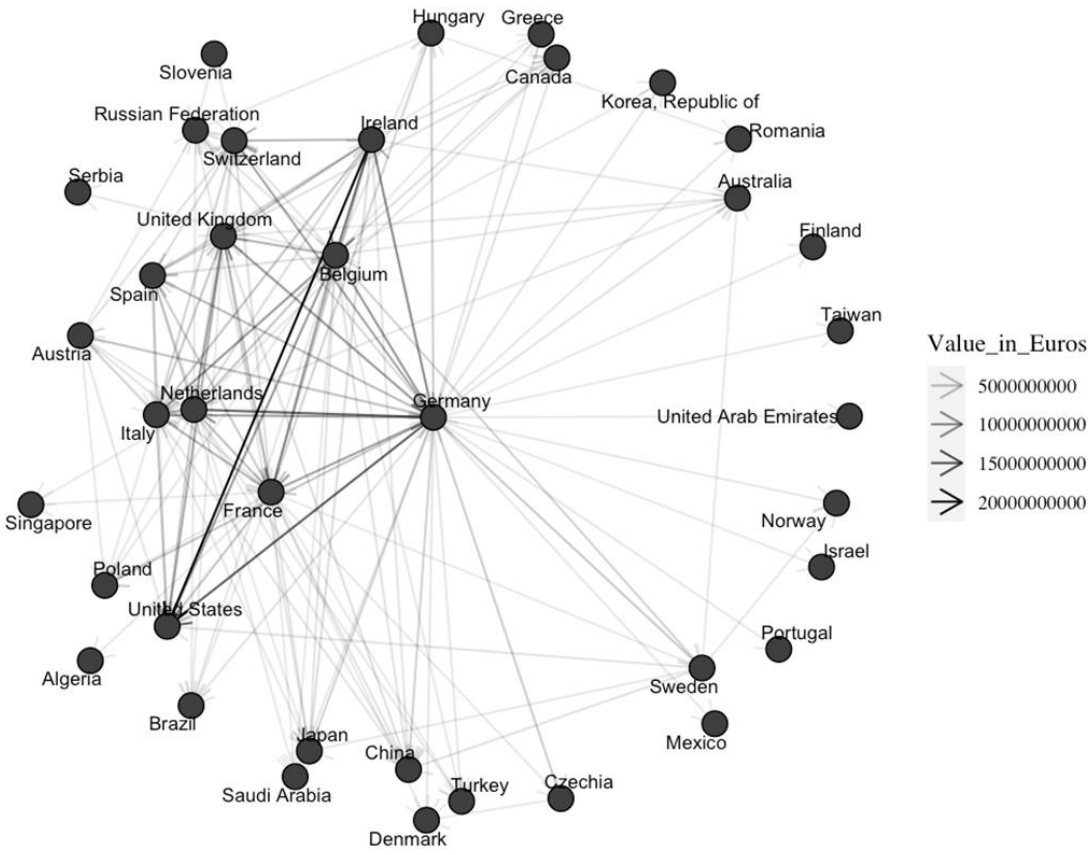 Hungary
Greece
Slovenia
Canada
Korea, Republic of
Russian Federation
Ireland
Romania
Switzerland
Serbia
Australia
United Kingdom
Finland
Belgium
Spain
Taiwan
Austria
Value_in_Euros
5000000000
10000000000
15000000000
20000000000
Netherlands
Germany
United Arab Emirates
Italy
France
Singapore
Norway
Israel
Poland
United States
Portugal
Algeria
Sweden
Brazil
Japan
China
Mexico
Saudi Arabia
Turkey
Czechia
Denmark